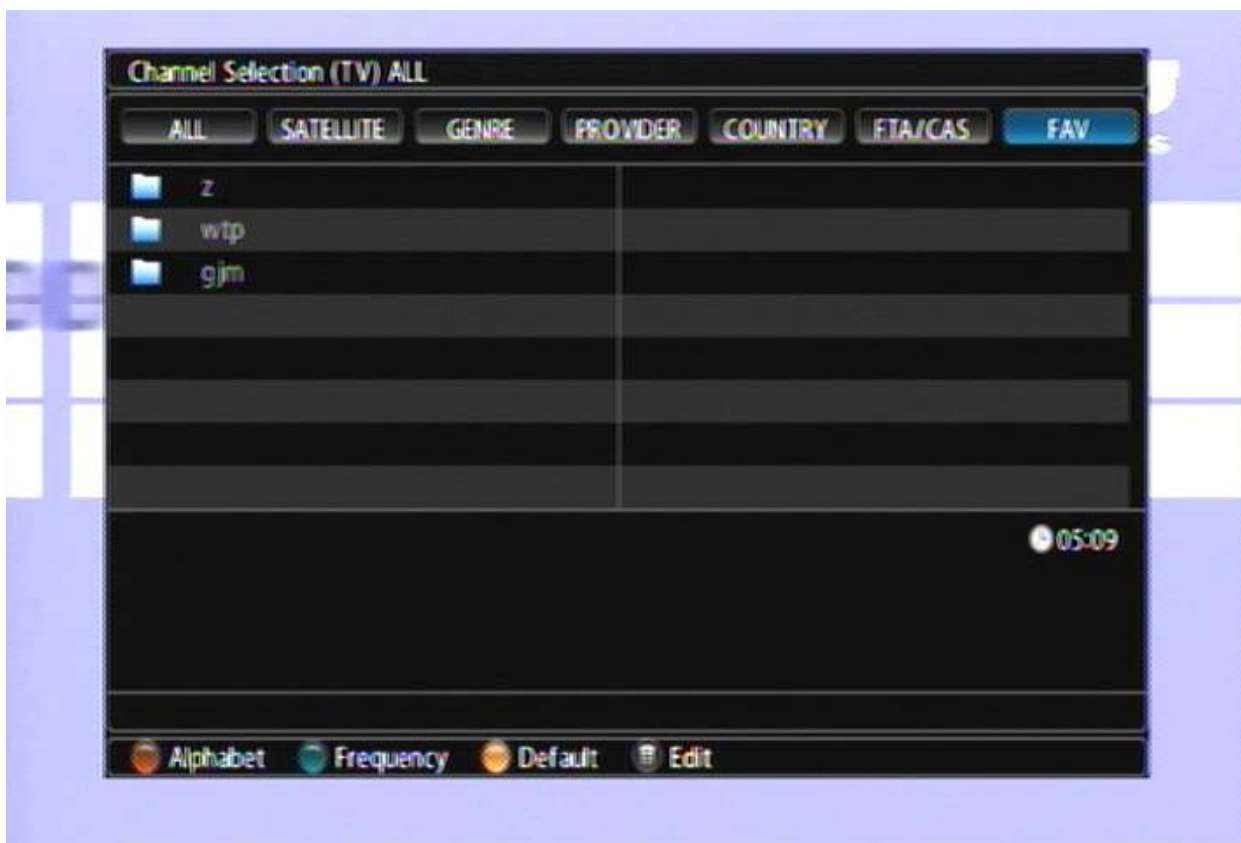 Channel Selection (TV) ALL
ALL SATELLITE GENRE PROVIDER COUNTRY FTA/CAS FAV
z
wtp
gjm
05:09
Alphabet Frequency Default Edit